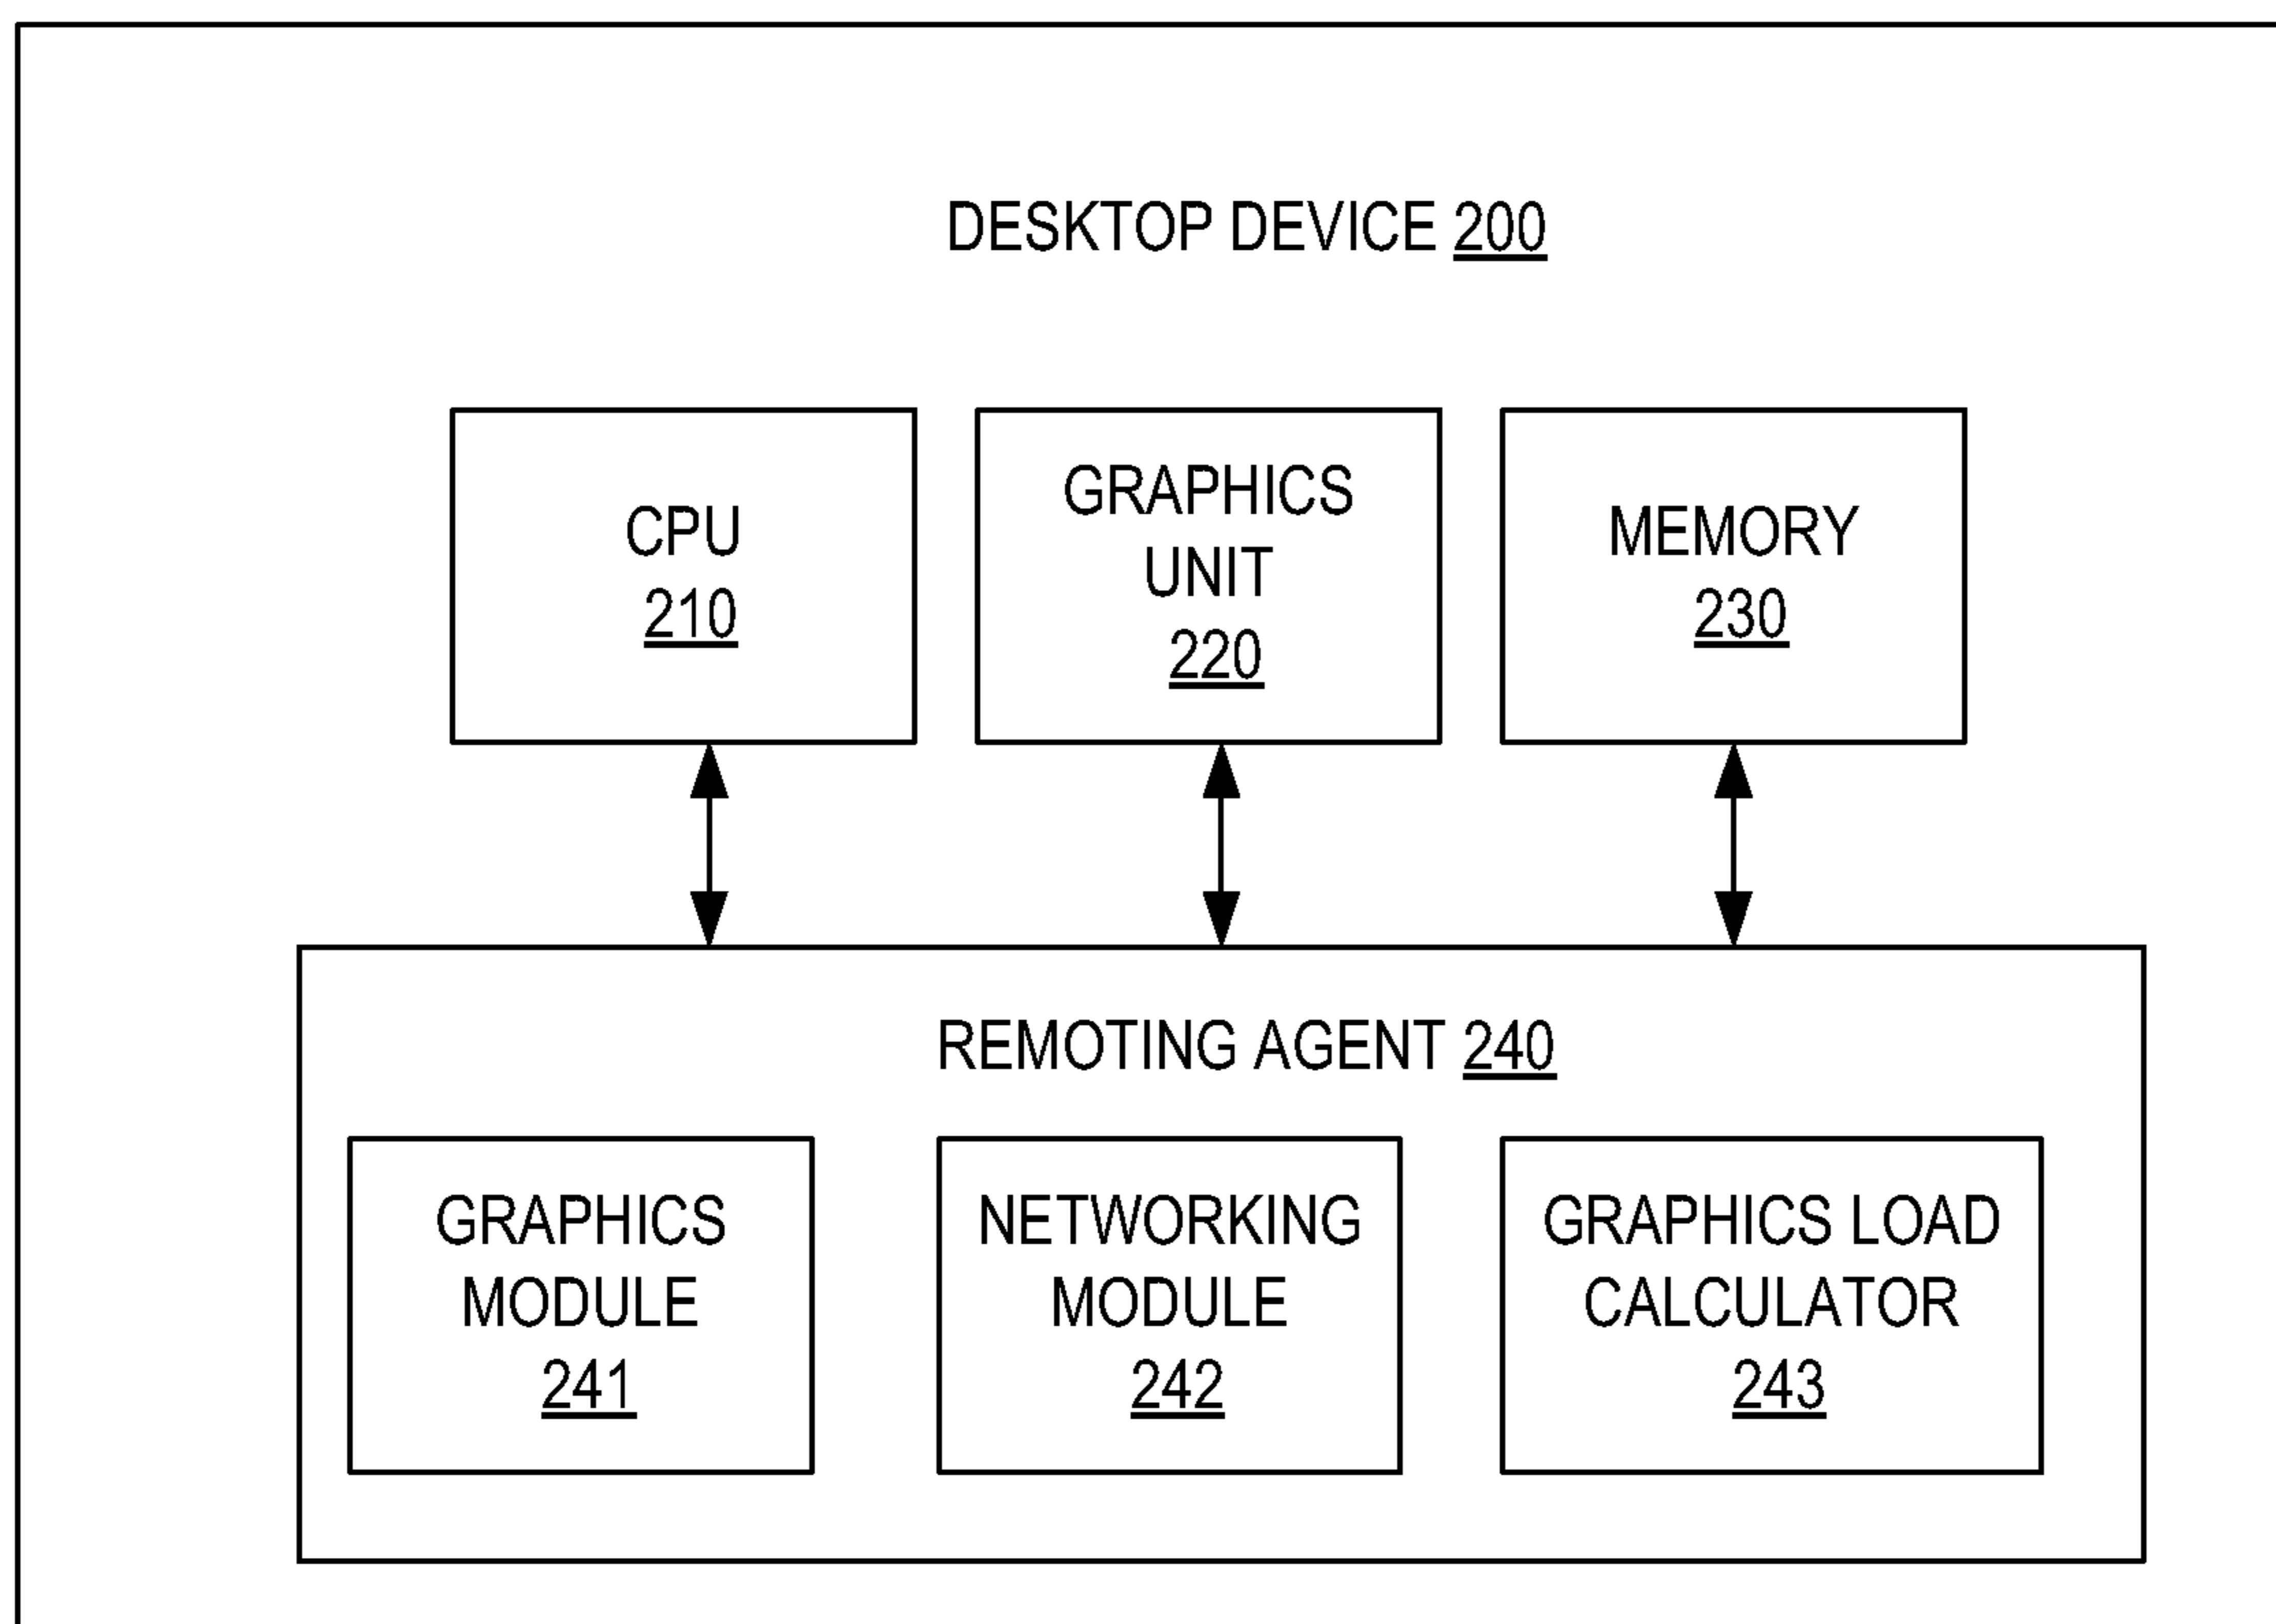 DESKTOP DEVICE 200
CPU
210
GRAPHICS
UNIT
220
MEMORY
230
REMOTING AGENT 240
GRAPHICS
MODULE
241
NETWORKING
MODULE
242
GRAPHICS LOAD
CALCULATOR
243